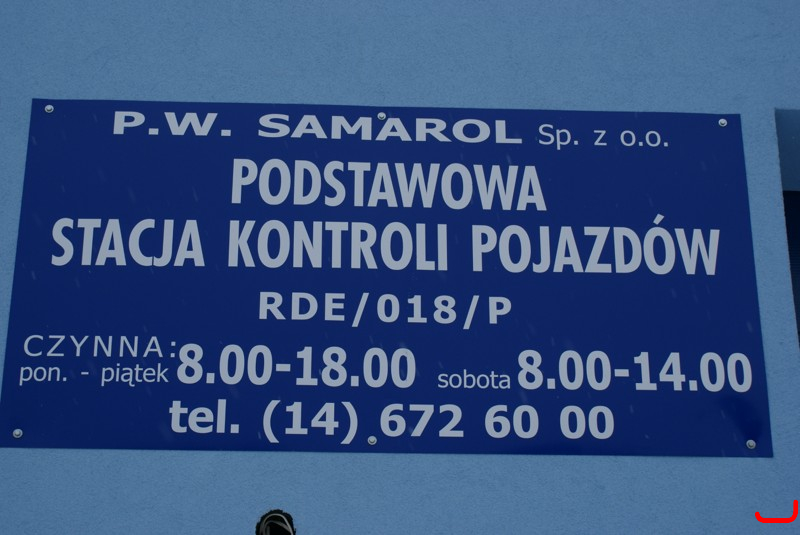 P.W. SAMAROL Sp. z o.o.
PODSTAWOWA
STACJA KONTROLI POJAZDÓW
RDE/018/P
CZYNNA:
pon. - piątek 8.00-18.00 sobota 8.00-14.00
tel. (14) 672 60 00